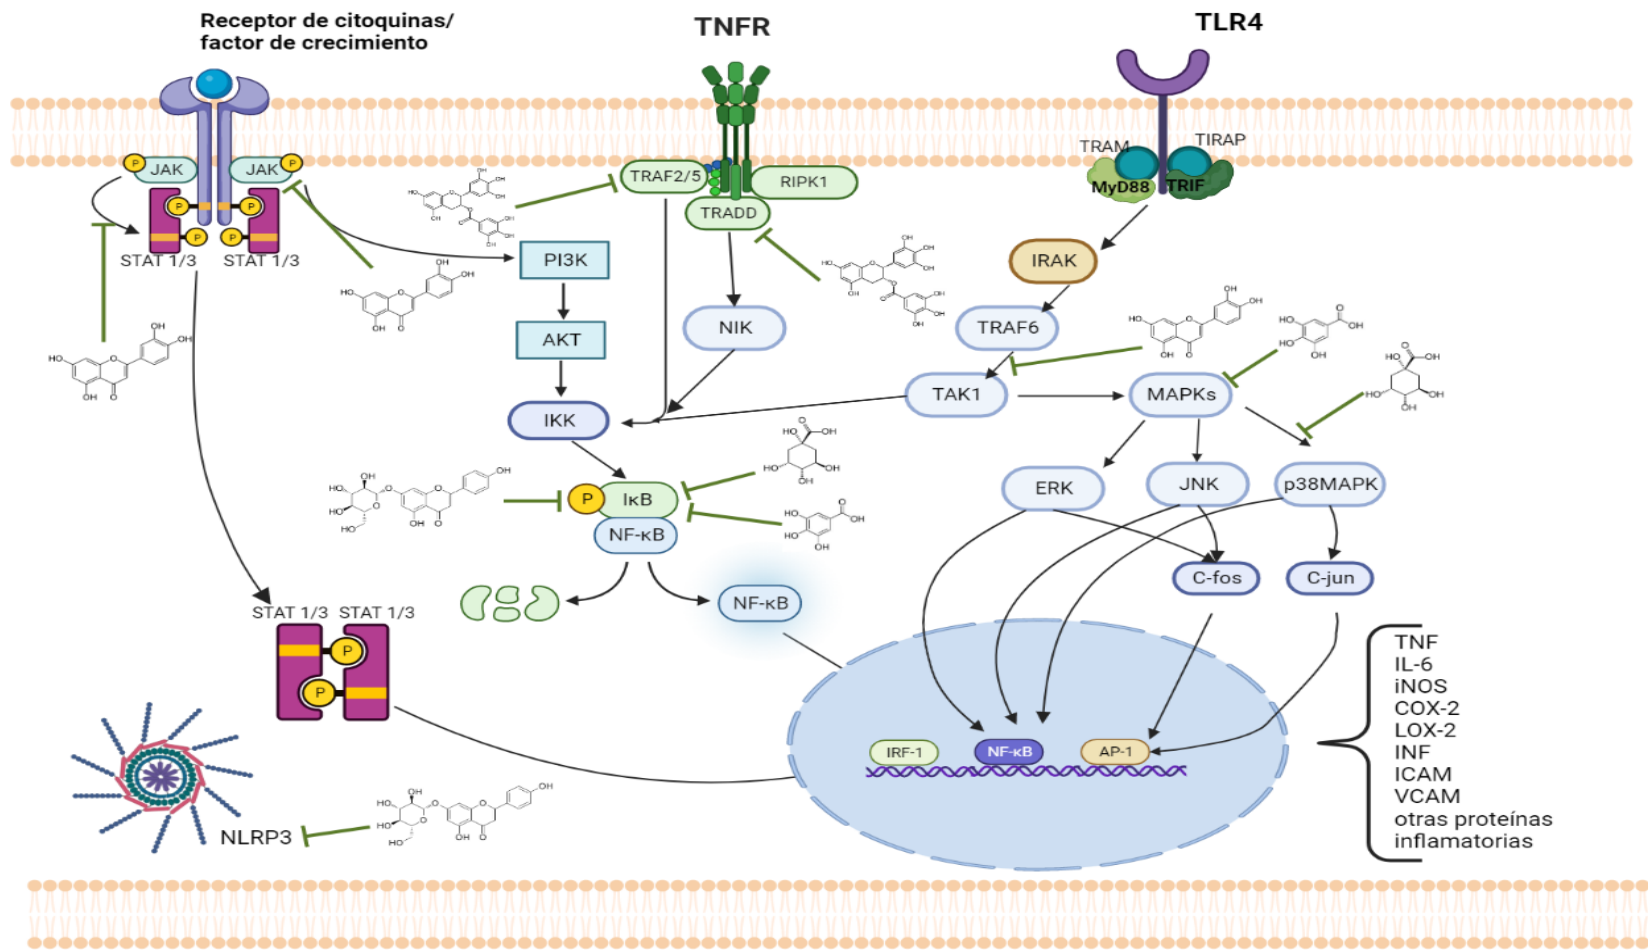 Receptor de citoquinas/
factor de crecimiento
TNFR
TLR4
P
JAK
JAK
P
P
P
P
P
STAT 1/3
STAT 1/3
TRAF2/5
RIPK1
TRADD
TRAM
TIRAP
MyD88
TRIF
PI3K
AKT
IKK
NIK
IRAK
TRAF6
TAK1
MAPKs
ERK
JNK
p38MAPK
P
IκB
NF-κB
NF-κB
C-fos
C-jun
STAT 1/3
STAT 1/3
P
P
NLRP3
IRF-1
NF-κB
AP-1
TNF
IL-6
iNOS
COX-2
LOX-2
INF
ICAM
VCAM
otras proteínas
inflamatorias